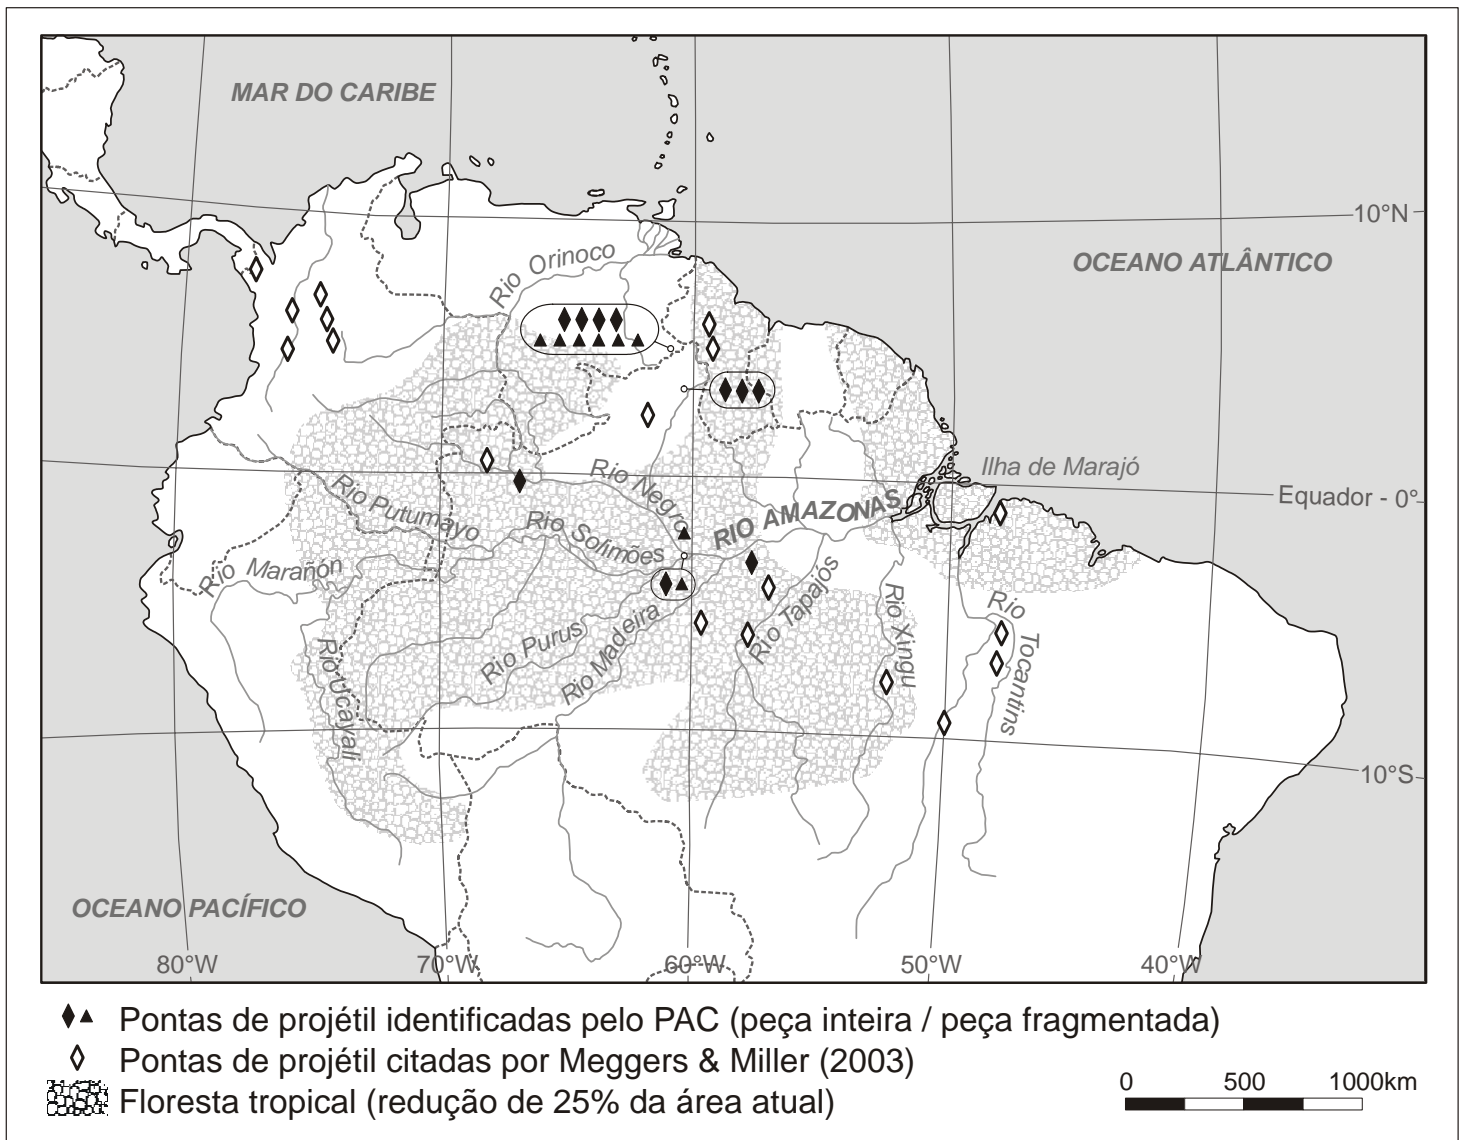 MAR DO CARIBE
10°N
Rio Orinoco
OCEANO ATLÂNTICO
Ilha de Marajó
Rio Negro
Equador - 0°
Rio Putumayo
Rio Solimões
RIO AMAZONAS
Rio Marañón
Rio Tapajós
Rio Xingu
Rio Tocantins
Rio Purus
Rio Madeira
Rio Ucayali
10°S
OCEANO PACÍFICO
80°W 70°W 60°W 50°W 40°W
Pontas de projétil identificadas pelo PAC (peça inteira / peça fragmentada)
Pontas de projétil citadas por Meggers & Miller (2003)
Floresta tropical (redução de 25% da área atual)
0 500 1000km